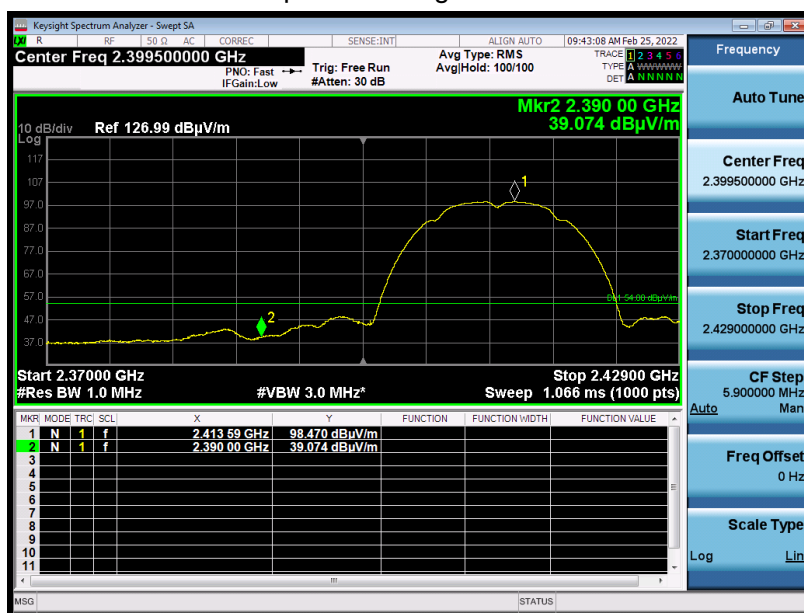 Keysight Spectrum Analyzer - Swept SA
LXI R RF 50 Ω AC CORREC SENSE:INT ALIGN AUTO 09:43:08 AM Feb 25, 2022
Center Freq 2.399500000 GHz
PNO: Fast
IFGain:Low
Trig: Free Run
#Atten: 30 dB
Avg Type: RMS
Avg|Hold: 100/100
TRACE 1 2 3 4 5 6
TYPE A WWWWW
DET A N N N N N
Mkr2 2.390 00 GHz
39.074 dBµV/m
10 dB/div Ref 126.99 dBµV/m
Log
117
107
97.0
87.0
77.0
67.0
57.0
47.0
37.0
1
2
DL1 54.00 dBµV/m
Start 2.37000 GHz Stop 2.42900 GHz
#Res BW 1.0 MHz #VBW 3.0 MHz* Sweep 1.066 ms (1000 pts)
MKR MODE TRC SCL X Y FUNCTION FUNCTION WIDTH FUNCTION VALUE
1 N 1 f 2.413 59 GHz 98.470 dBµV/m
2 N 1 f 2.390 00 GHz 39.074 dBµV/m
3
4
5
6
7
8
9
10
11
MSG STATUS
Frequency
Auto Tune
Center Freq
2.399500000 GHz
Start Freq
2.370000000 GHz
Stop Freq
2.429000000 GHz
CF Step
5.900000 MHz
Auto Man
Freq Offset
0 Hz
Scale Type
Log Lin